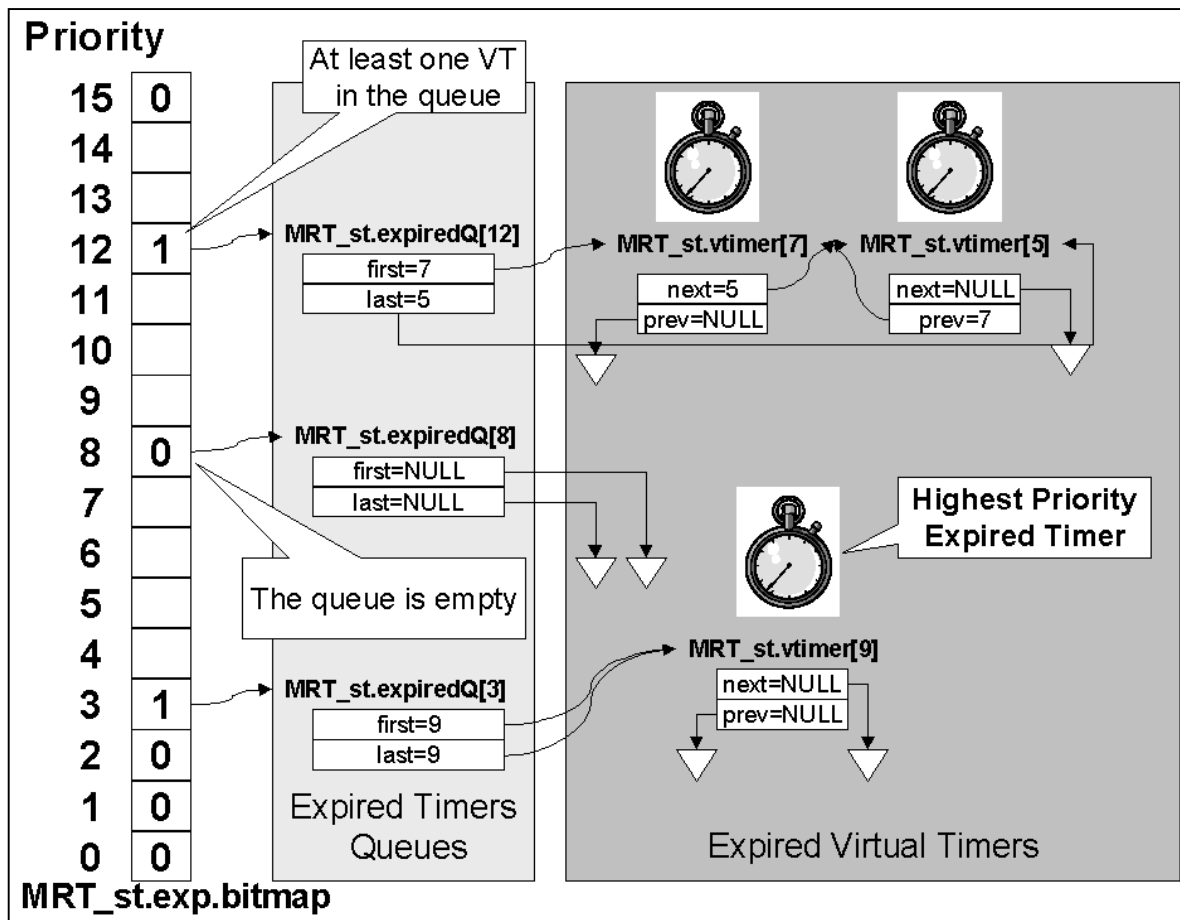 Priority
At least one VT
in the queue
15 0
14
13
12 1
11
10
9
8 0
7
6
5
4
3 1
2 0
1 0
0 0
MRT_st.exp.bitmap
MRT_st.expiredQ[12]
first=7
last=5
MRT_st.expiredQ[8]
first=NULL
last=NULL
The queue is empty
MRT_st.expiredQ[3]
first=9
last=9
Expired Timers
Queues
MRT_st.vtimer[7]
next=5
prev=NULL
MRT_st.vtimer[5]
next=NULL
prev=7
Highest Priority
Expired Timer
MRT_st.vtimer[9]
next=NULL
prev=NULL
Expired Virtual Timers